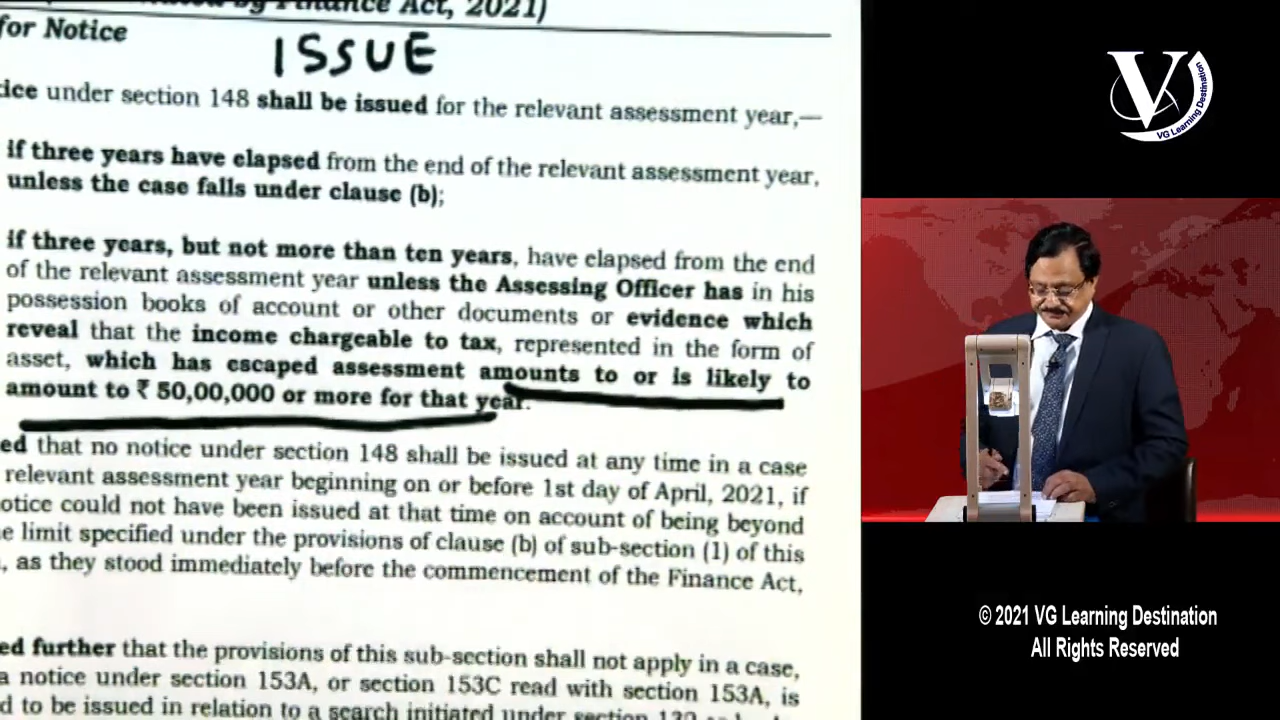 by Finance Act, 2021)
for Notice
ISSUE
tice under section 148 shall be issued for the relevant assessment year,—
if three years have elapsed from the end of the relevant assessment year,
unless the case falls under clause (b);
if three years, but not more than ten years, have elapsed from the end
of the relevant assessment year unless the Assessing Officer has in his
possession books of account or other documents or evidence which
reveal that the income chargeable to tax, represented in the form of
asset, which has escaped assessment amounts to or is likely to
amount to ₹ 50,00,000 or more for that year.
ed that no notice under section 148 shall be issued at any time in a case
relevant assessment year beginning on or before 1st day of April, 2021, if
otice could not have been issued at that time on account of being beyond
e limit specified under the provisions of clause (b) of sub-section (1) of this
, as they stood immediately before the commencement of the Finance Act,
ed further that the provisions of this sub-section shall not apply in a case,
a notice under section 153A, or section 153C read with section 153A, is
d to be issued in relation to a search initiated under section 132
V
VG Learning Destination
© 2021 VG Learning Destination
All Rights Reserved